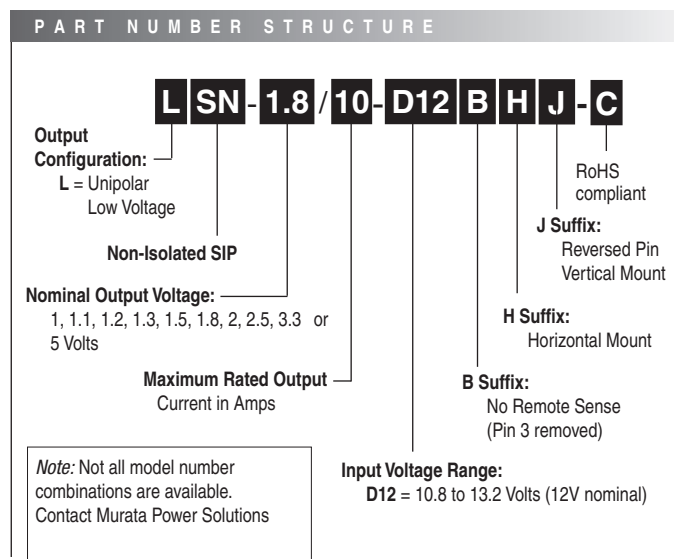 PART NUMBER STRUCTURE
L SN - 1.8 / 10 - D12 B H J - C
Output
Configuration:
L = Unipolar
Low Voltage
RoHS
compliant
J Suffix:
Reversed Pin
Vertical Mount
Non-Isolated SIP
Nominal Output Voltage:
1, 1.1, 1.2, 1.3, 1.5, 1.8, 2, 2.5, 3.3 or
5 Volts
H Suffix:
Horizontal Mount
Maximum Rated Output
Current in Amps
B Suffix:
No Remote Sense
(Pin 3 removed)
Input Voltage Range:
D12 = 10.8 to 13.2 Volts (12V nominal)
Note: Not all model number
combinations are available.
Contact Murata Power Solutions